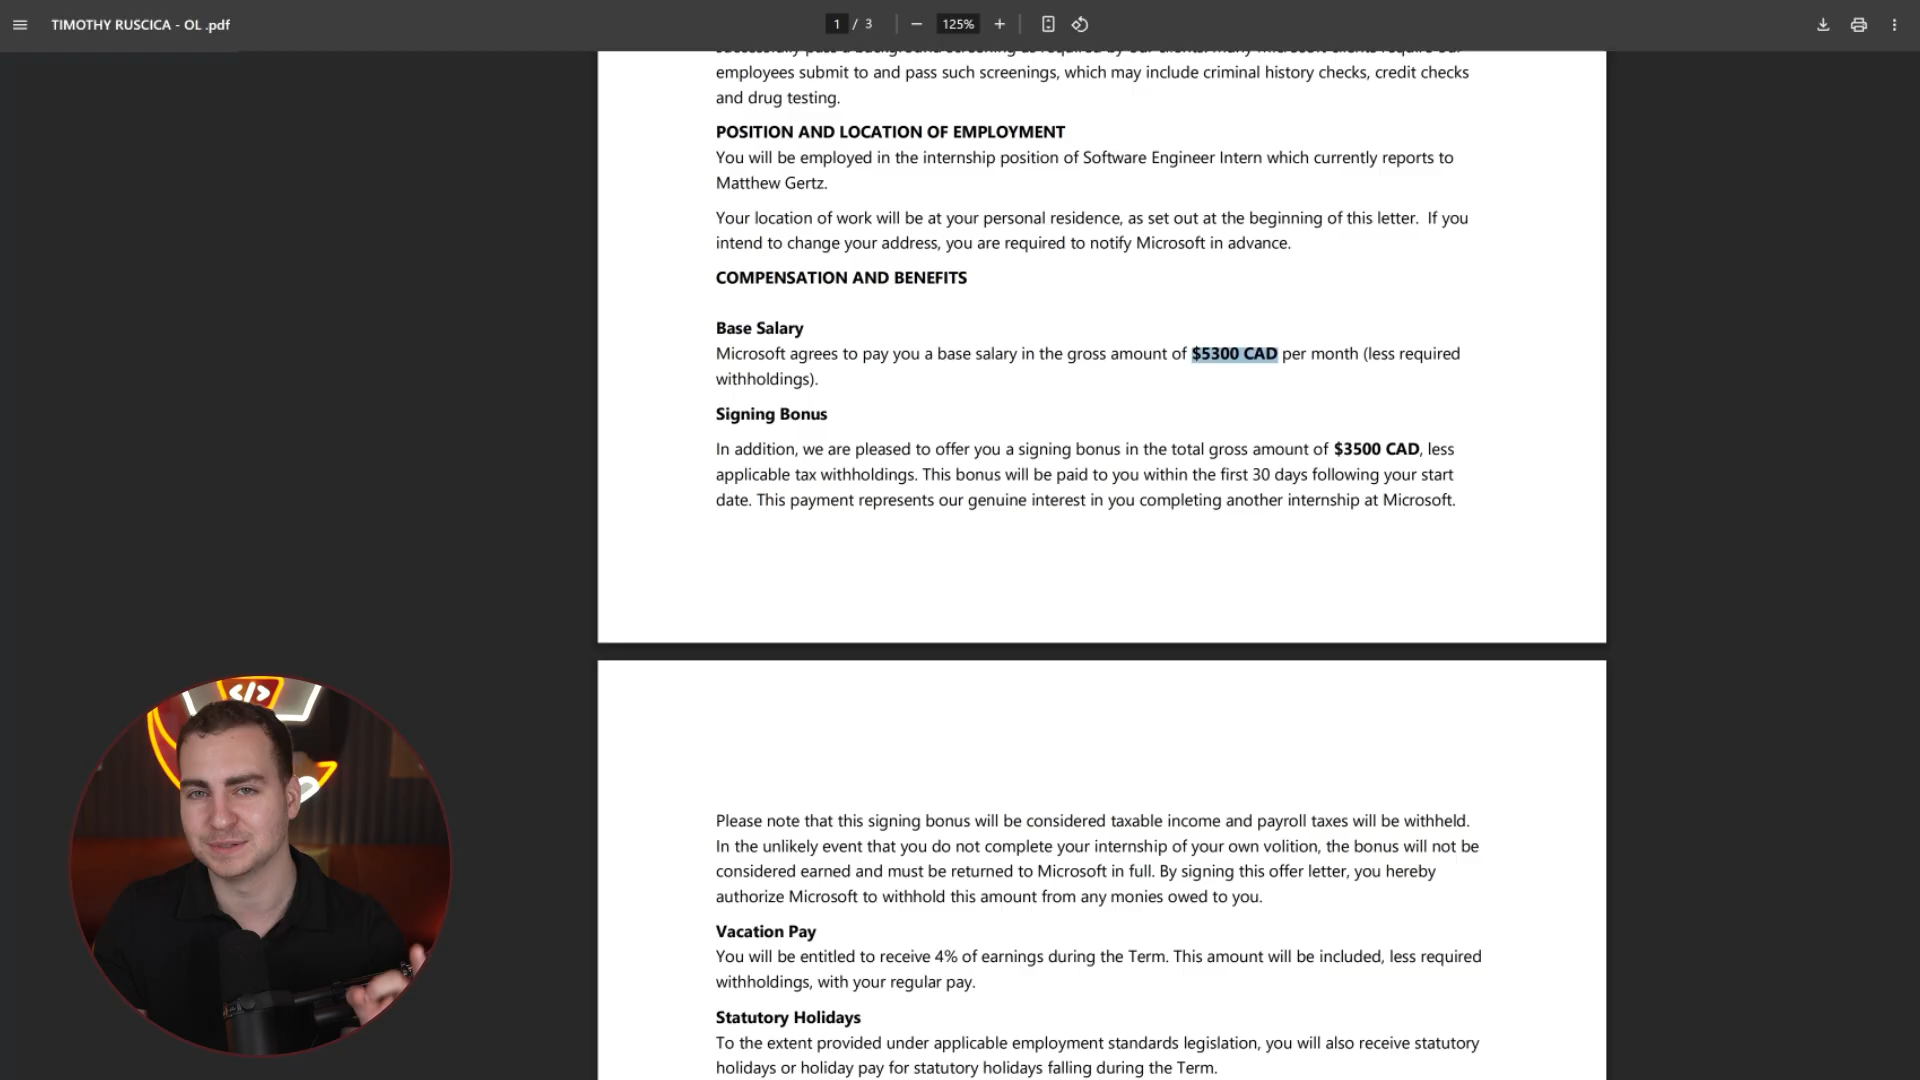 TIMOTHY RUSCICA - OL .pdf
1 / 3
125%
successfully pass a background screening as required by our clients. Many Microsoft clients require our
employees submit to and pass such screenings, which may include criminal history checks, credit checks
and drug testing.
POSITION AND LOCATION OF EMPLOYMENT
You will be employed in the internship position of Software Engineer Intern which currently reports to
Matthew Gertz.
Your location of work will be at your personal residence, as set out at the beginning of this letter.  If you
intend to change your address, you are required to notify Microsoft in advance.
COMPENSATION AND BENEFITS
Base Salary
Microsoft agrees to pay you a base salary in the gross amount of $5300 CAD per month (less required
withholdings).
Signing Bonus
In addition, we are pleased to offer you a signing bonus in the total gross amount of $3500 CAD, less
applicable tax withholdings. This bonus will be paid to you within the first 30 days following your start
date. This payment represents our genuine interest in you completing another internship at Microsoft.
Please note that this signing bonus will be considered taxable income and payroll taxes will be withheld.
In the unlikely event that you do not complete your internship of your own volition, the bonus will not be
considered earned and must be returned to Microsoft in full. By signing this offer letter, you hereby
authorize Microsoft to withhold this amount from any monies owed to you.
</>
Vacation Pay
You will be entitled to receive 4% of earnings during the Term. This amount will be included, less required
withholdings, with your regular pay.
Statutory Holidays
To the extent provided under applicable employment standards legislation, you will also receive statutory
holidays or holiday pay for statutory holidays falling during the Term.